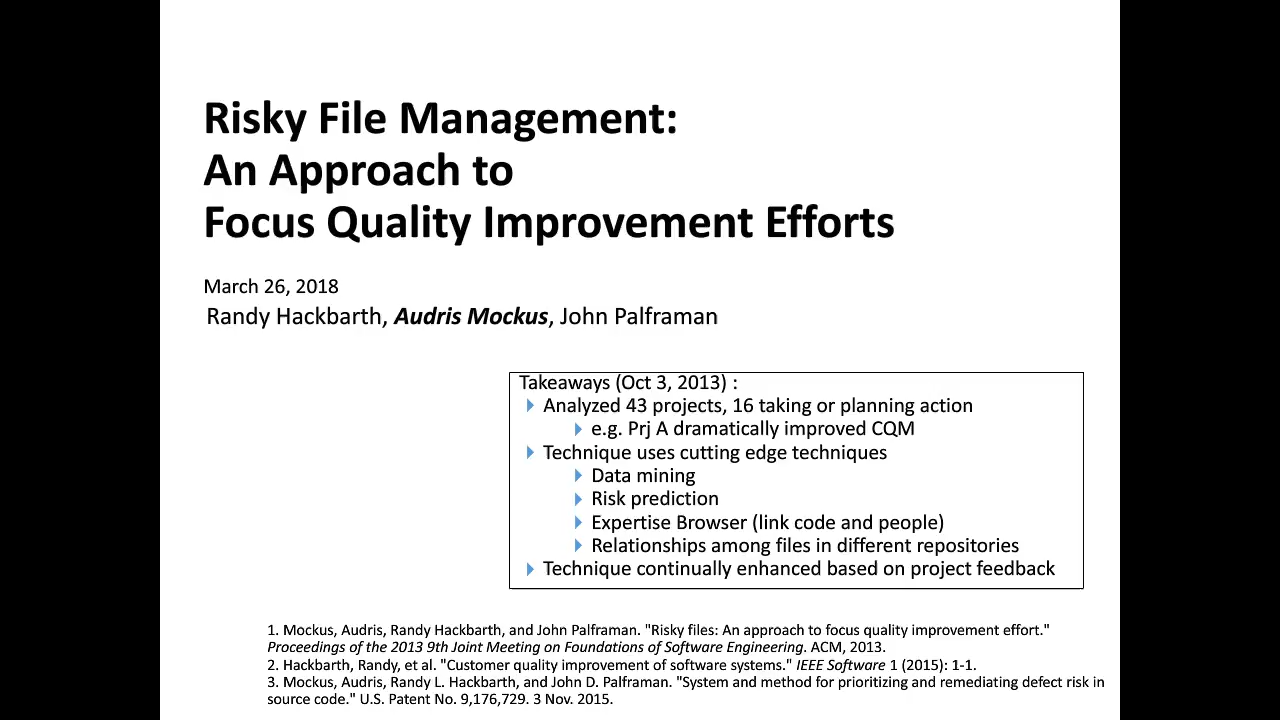 Risky File Management:
An Approach to
Focus Quality Improvement Efforts
March 26, 2018
Randy Hackbarth, Audris Mockus, John Palframan
Takeaways (Oct 3, 2013) :
Analyzed 43 projects, 16 taking or planning action
e.g. Prj A dramatically improved CQM
Technique uses cutting edge techniques
Data mining
Risk prediction
Expertise Browser (link code and people)
Relationships among files in different repositories
Technique continually enhanced based on project feedback
1. Mockus, Audris, Randy Hackbarth, and John Palframan. "Risky files: An approach to focus quality improvement effort."
Proceedings of the 2013 9th Joint Meeting on Foundations of Software Engineering. ACM, 2013.
2. Hackbarth, Randy, et al. "Customer quality improvement of software systems." IEEE Software 1 (2015): 1-1.
3. Mockus, Audris, Randy L. Hackbarth, and John D. Palframan. "System and method for prioritizing and remediating defect risk in
source code." U.S. Patent No. 9,176,729. 3 Nov. 2015.